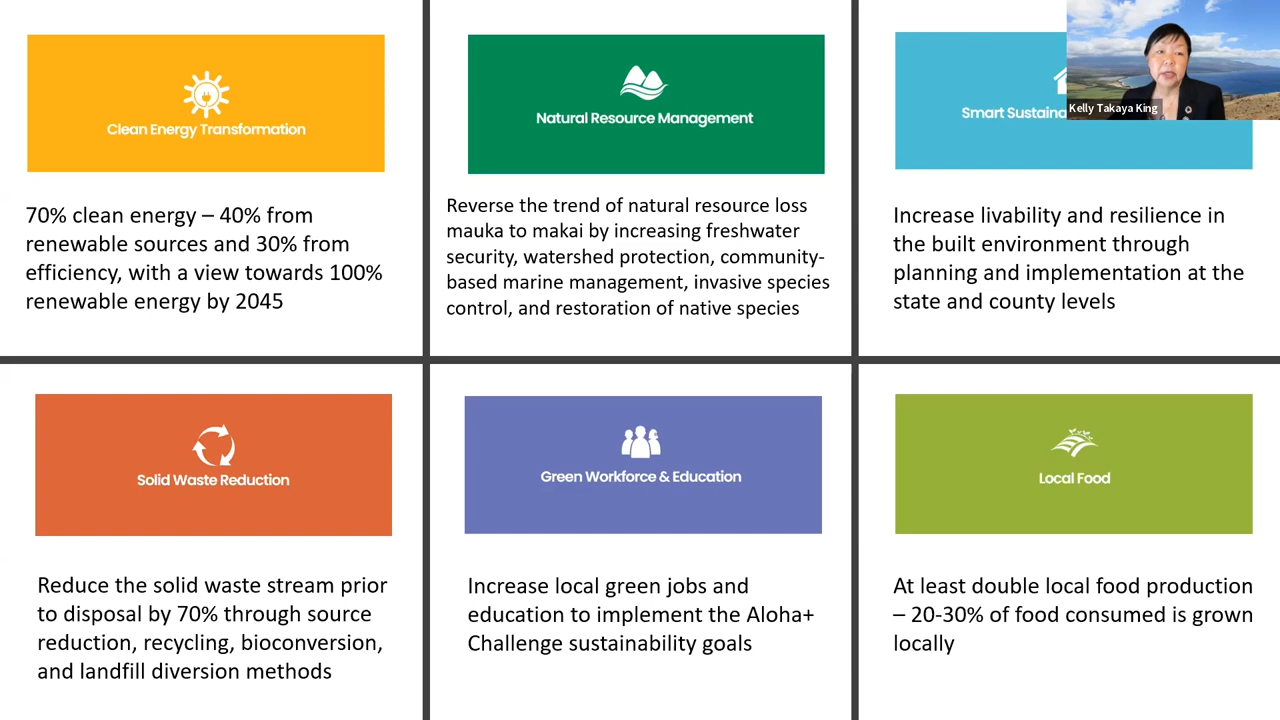 Clean Energy Transformation
70% clean energy – 40% from
renewable sources and 30% from
efficiency, with a view towards 100%
renewable energy by 2045
Natural Resource Management
Reverse the trend of natural resource loss
mauka to makai by increasing freshwater
security, watershed protection, community-
based marine management, invasive species
control, and restoration of native species
Smart Sustaina
Kelly Takaya King
Increase livability and resilience in
the built environment through
planning and implementation at the
state and county levels
Solid Waste Reduction
Reduce the solid waste stream prior
to disposal by 70% through source
reduction, recycling, bioconversion,
and landfill diversion methods
Green Workforce & Education
Increase local green jobs and
education to implement the Aloha+
Challenge sustainability goals
Local Food
At least double local food production
– 20-30% of food consumed is grown
locally